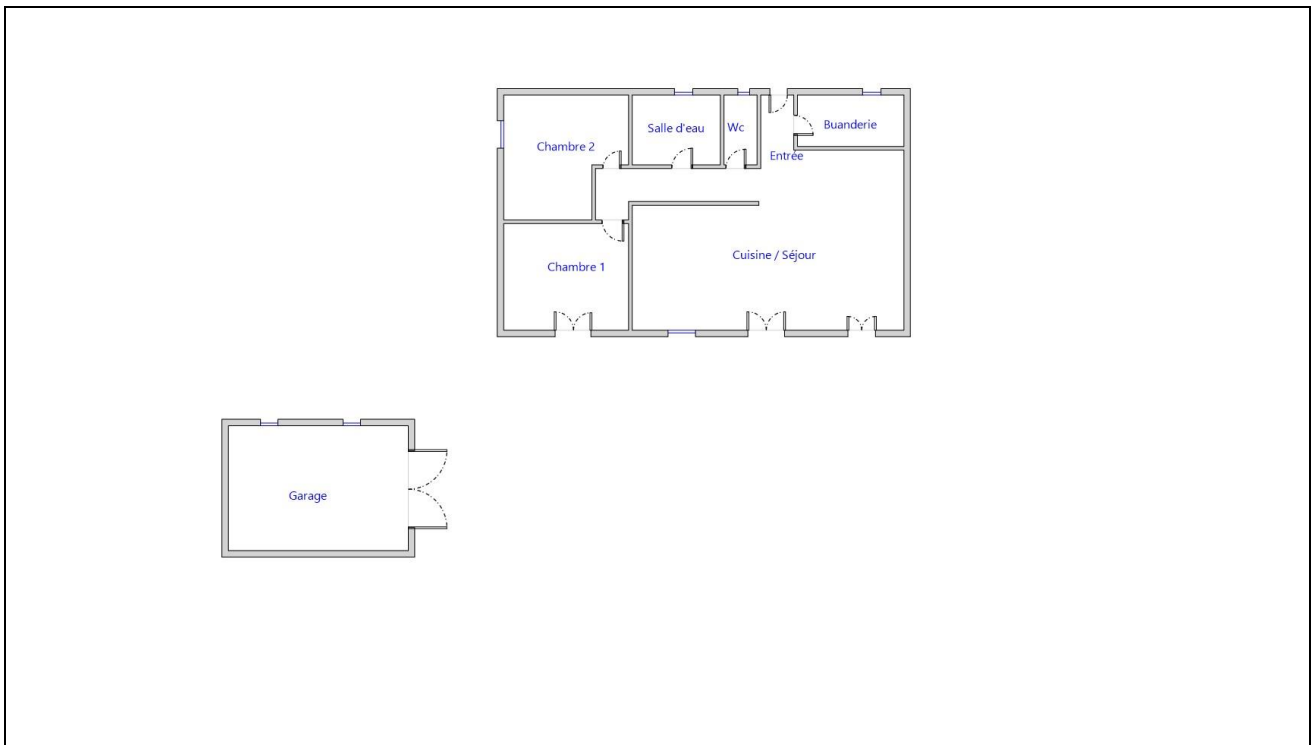 Salle d'eau
Wc
Buanderie
Chambre 2
Entrée
Cuisine / Séjour
Chambre 1
Garage